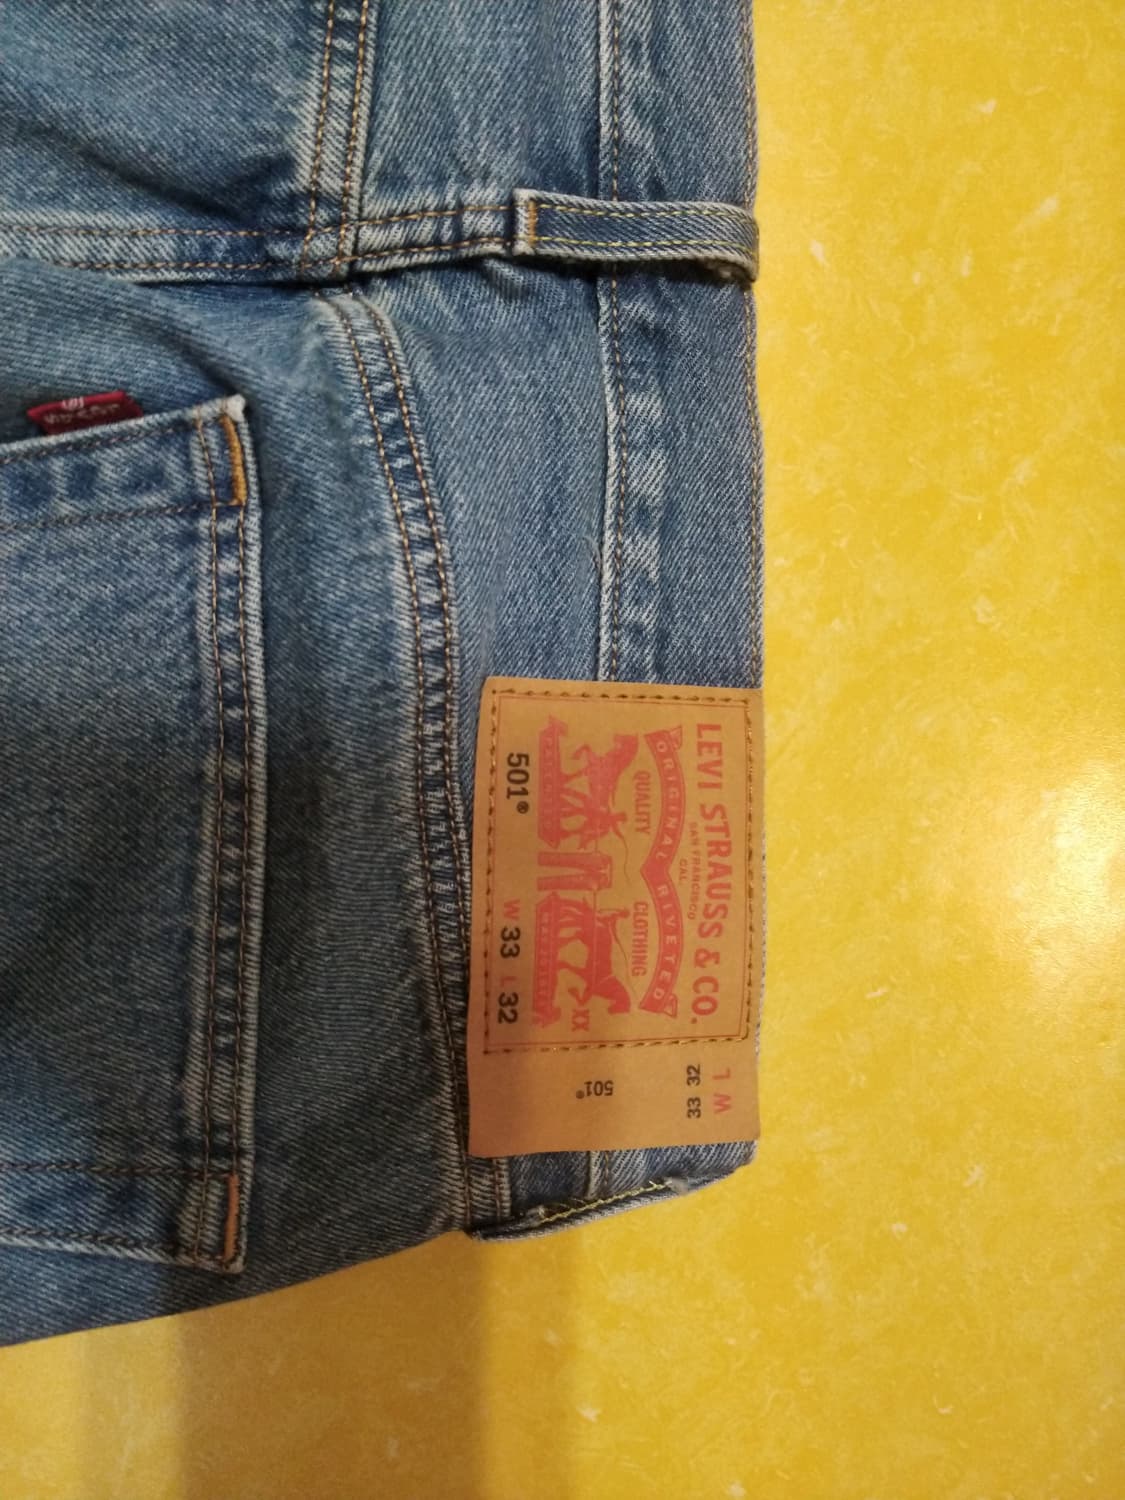 LEVI STRAUSS & CO.
SAN FRANCISCO
CAL.
ORIGINAL RIVETED
QUALITY CLOTHING
XX
501® W 33 L 32
L W
32 33
501®